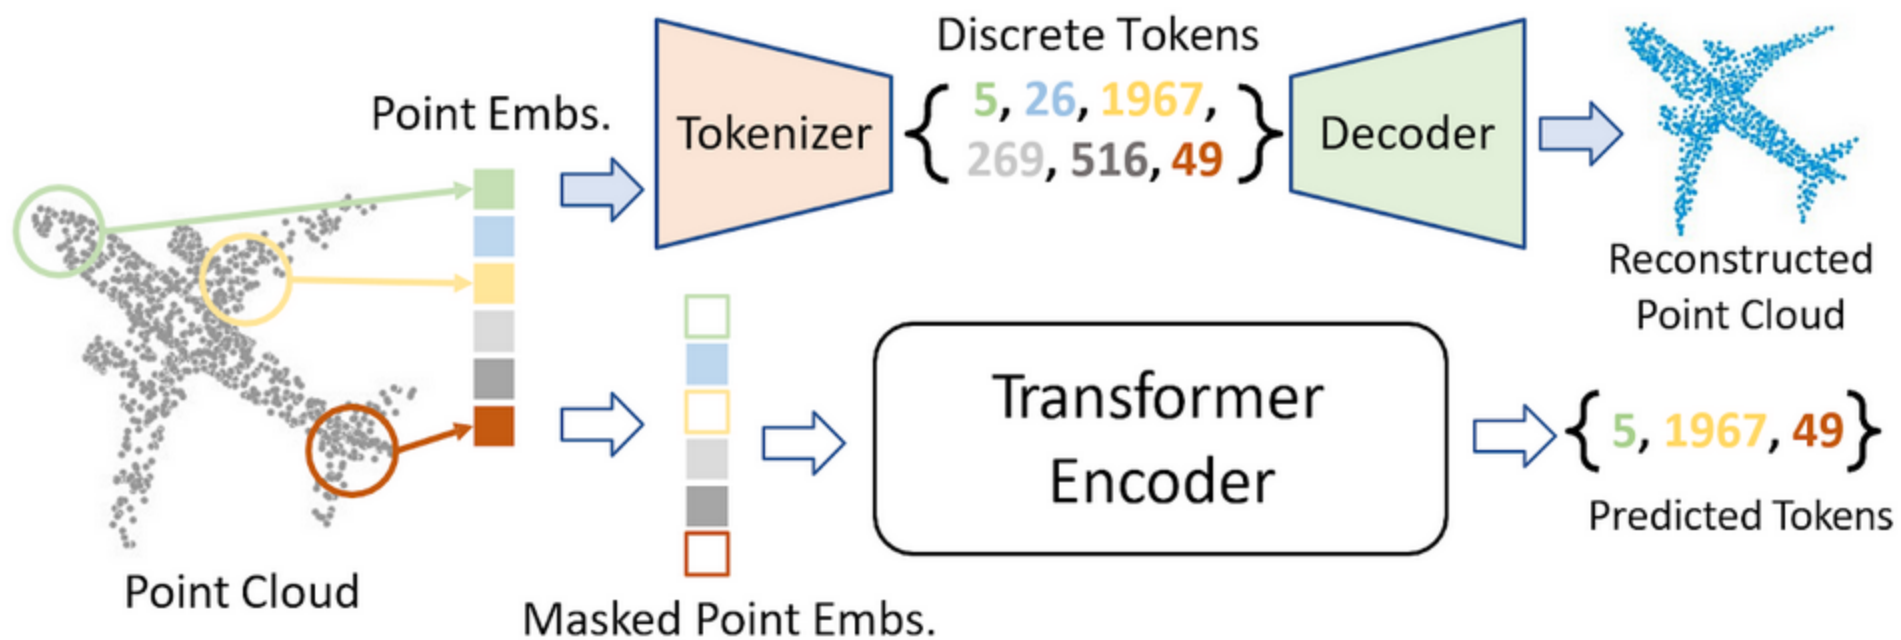 Discrete Tokens
Point Embs.
Tokenizer
{ 5, 26, 1967,
269, 516, 49 }
Decoder
Reconstructed
Point Cloud
Transformer
Encoder
{ 5, 1967, 49 }
Predicted Tokens
Point Cloud
Masked Point Embs.